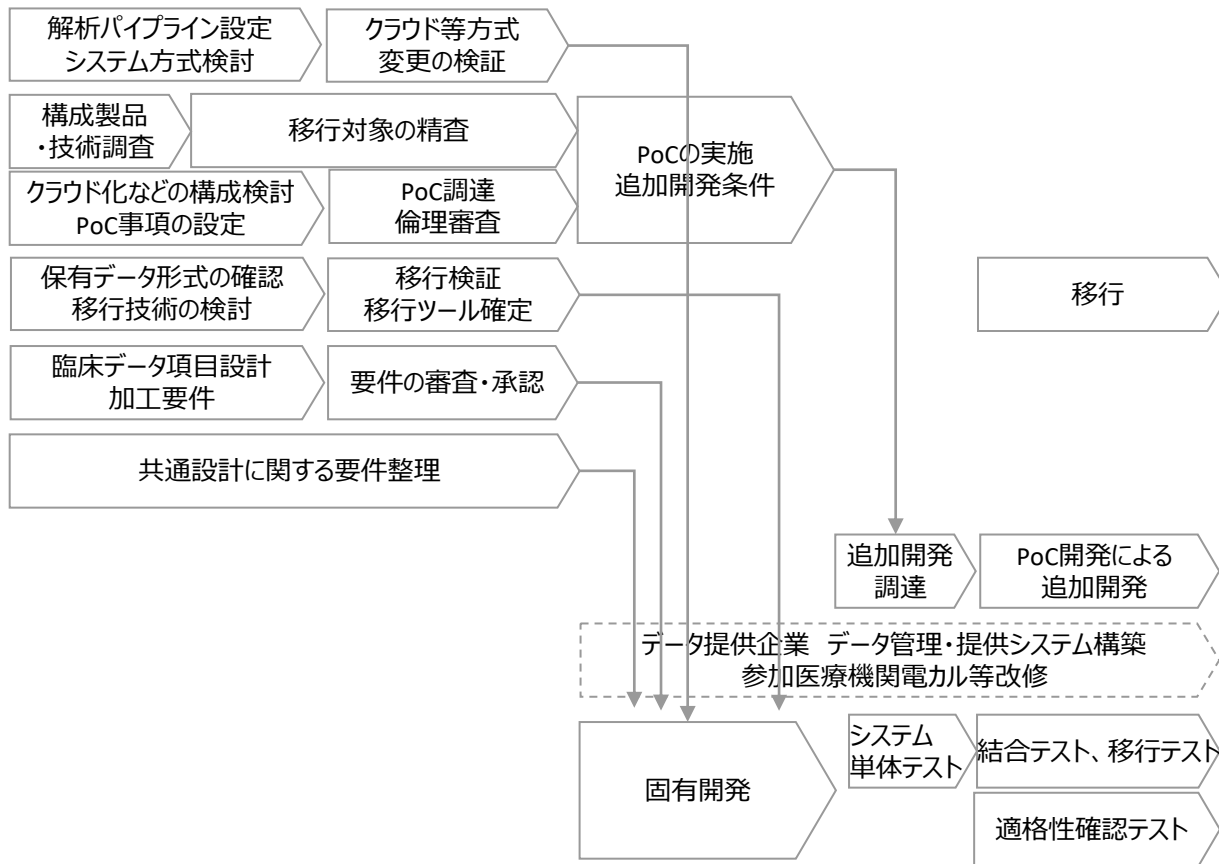 解析パイプライン設定
システム方式検討
クラウド等方式
変更の検証
構成製品
・技術調査
移行対象の精査
PoCの実施
追加開発条件
クラウド化などの構成検討
PoC事項の設定
PoC調達
倫理審査
保有データ形式の確認
移行技術の検討
移行検証
移行ツール確定
移行
臨床データ項目設計
加工要件
要件の審査・承認
共通設計に関する要件整理
追加開発
調達
PoC開発による
追加開発
データ提供企業　データ管理・提供システム構築
参加医療機関電カル等改修
固有開発
システム
単体テスト
結合テスト、移行テスト
適格性確認テスト